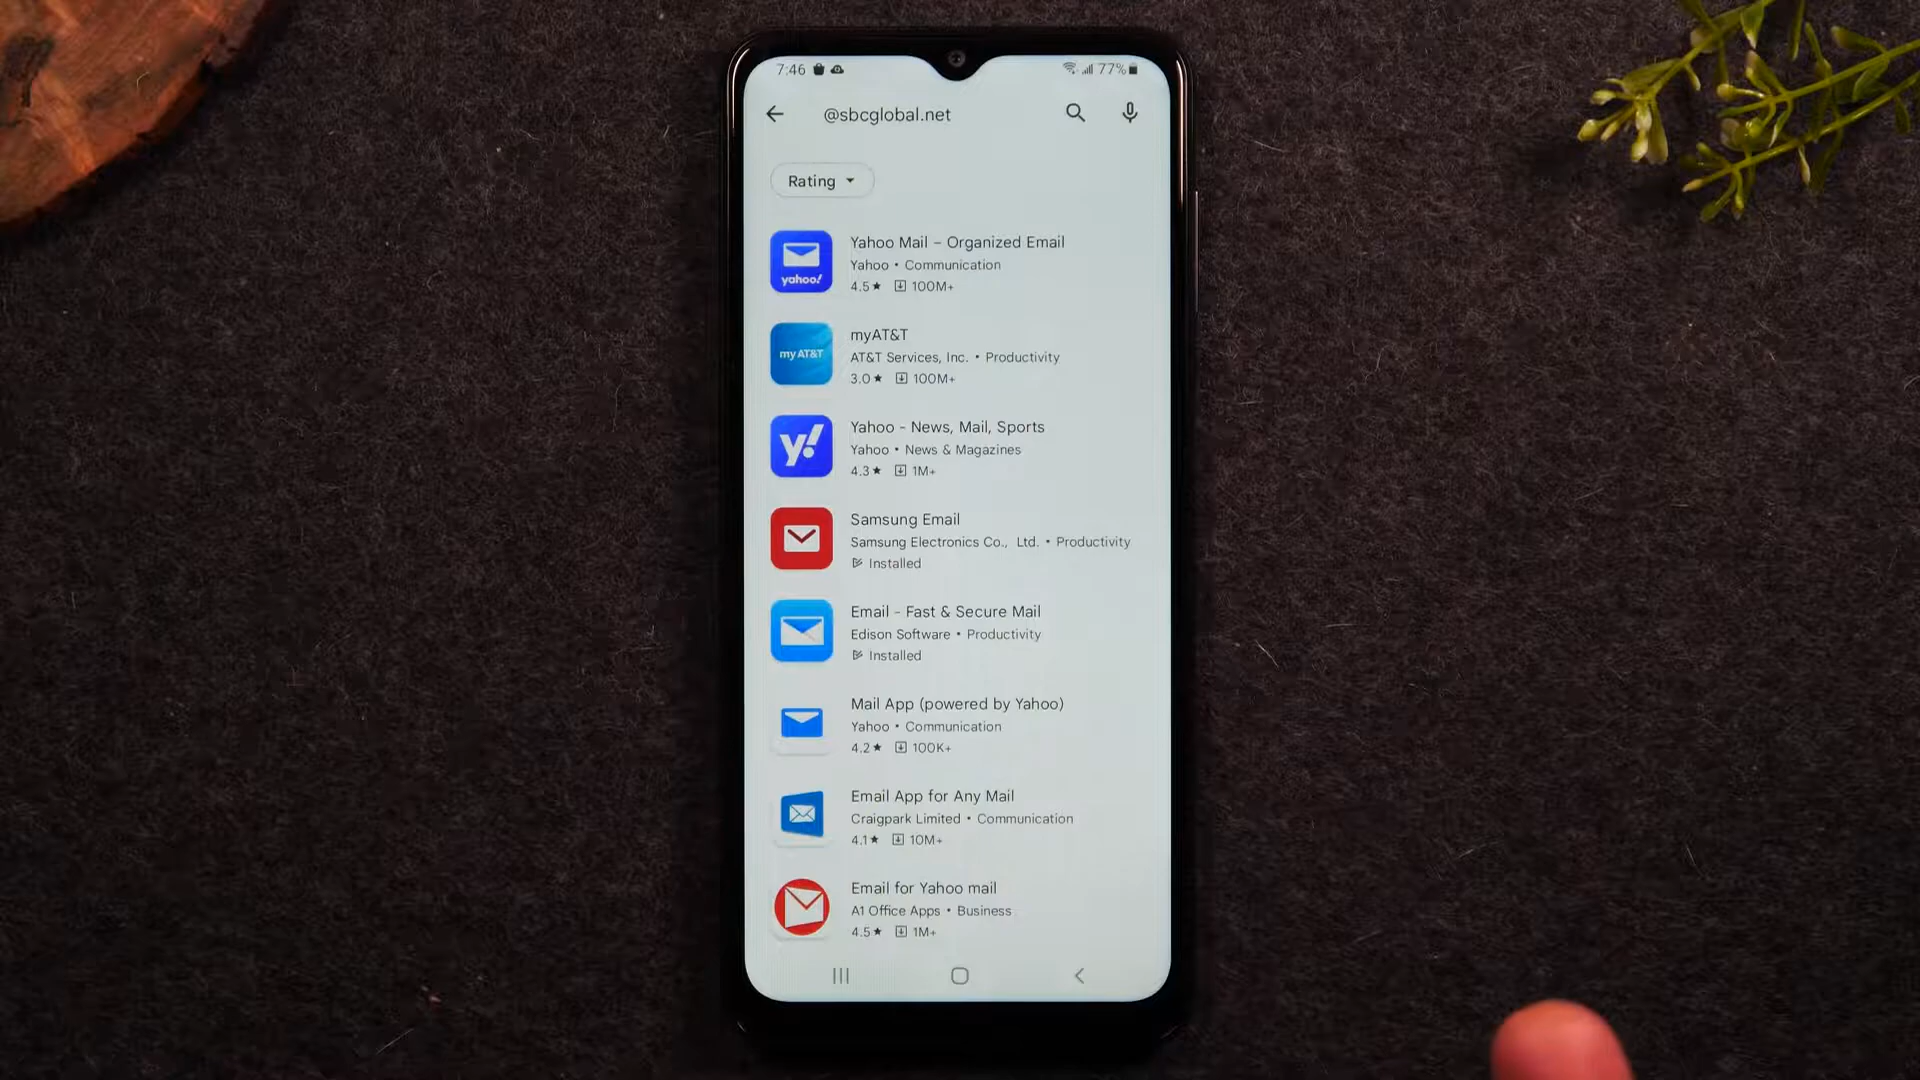 7:46 77%
@sbcglobal.net
Rating
Yahoo Mail – Organized Email
yahoo!
Yahoo • Communication
4.5★ 100M+
myAT&T
my AT&T
AT&T Services, Inc. • Productivity
3.0★ 100M+
Yahoo - News, Mail, Sports
y!
Yahoo • News & Magazines
4.3★ 1M+
Samsung Email
Samsung Electronics Co., Ltd. • Productivity
Installed
Email - Fast & Secure Mail
Edison Software • Productivity
Installed
Mail App (powered by Yahoo)
Yahoo • Communication
4.2★ 100K+
Email App for Any Mail
Craigpark Limited • Communication
4.1★ 10M+
Email for Yahoo mail
A1 Office Apps • Business
4.5★ 1M+